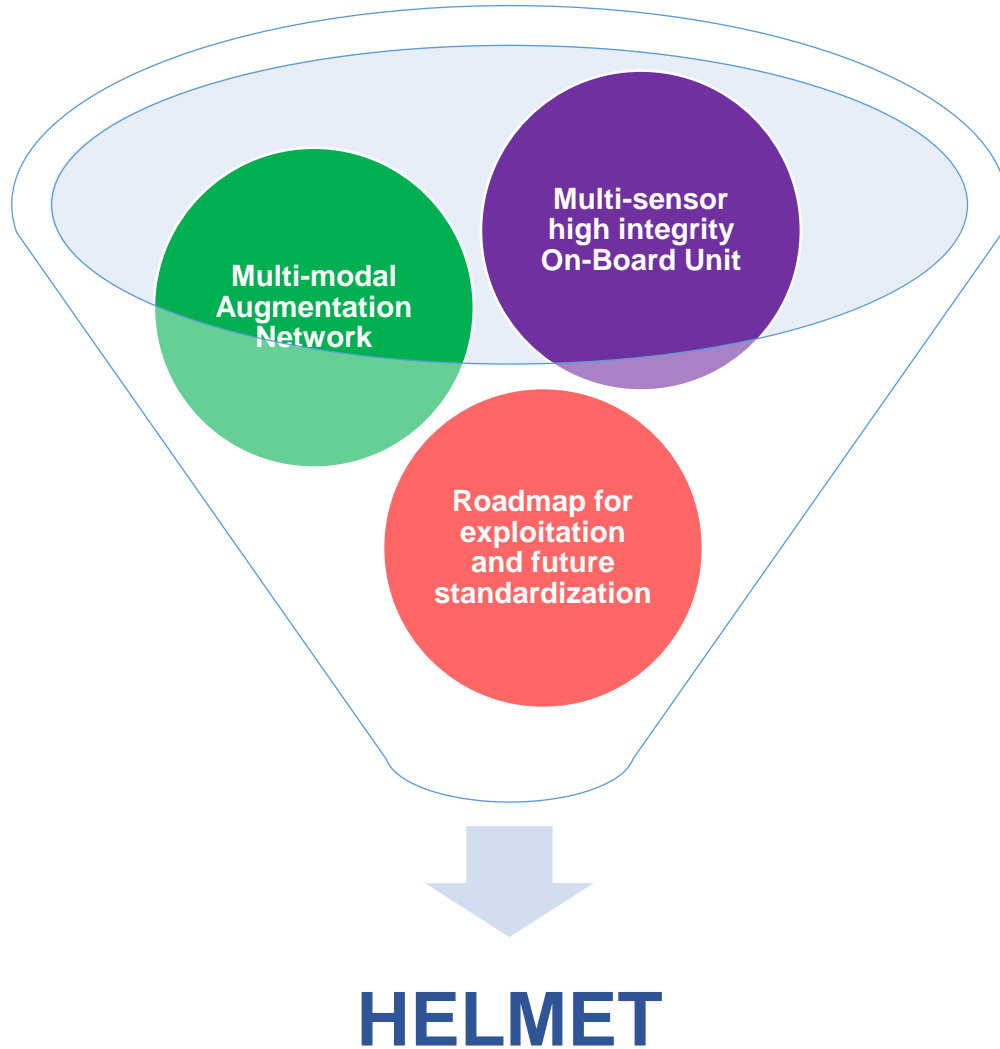 Multi-sensor
high integrity
On-Board Unit
Multi-modal
Augmentation
Network
Roadmap for
exploitation
and future
standardization
HELMET